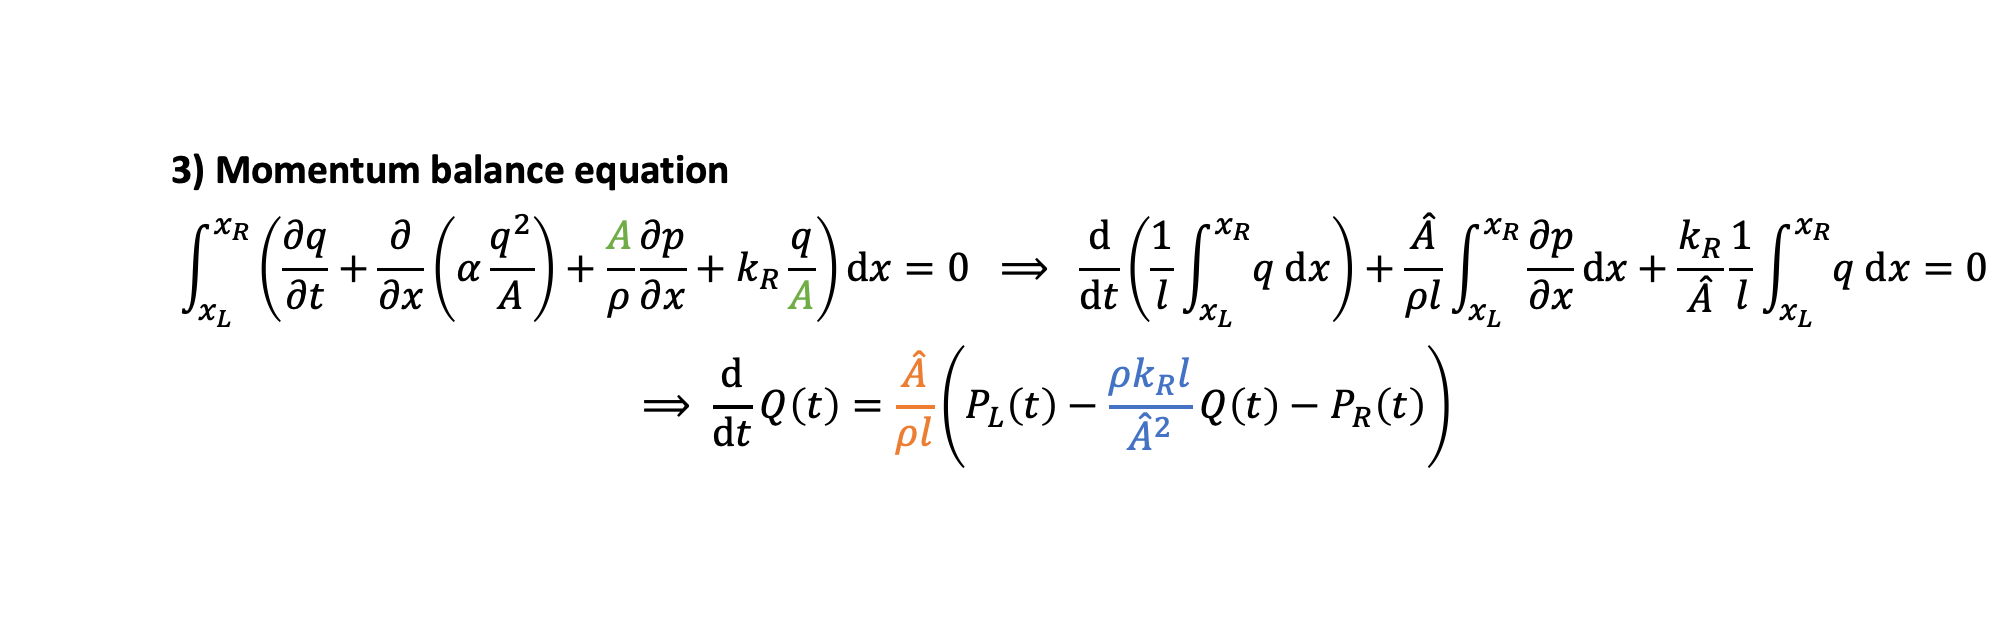 3) Momentum balance equation
∫_{x_L}^{x_R} (∂q/∂t + ∂/∂x (α q²/A) + A/ρ ∂p/∂x + k_R q/A) dx = 0 ⟹ d/dt (1/l ∫_{x_L}^{x_R} q dx) + Â/ρl ∫_{x_L}^{x_R} ∂p/∂x dx + k_R/Â 1/l ∫_{x_L}^{x_R} q dx = 0
⟹ d/dt Q(t) = Â/ρl (P_L(t) − ρk_Rl/Â² Q(t) − P_R(t))